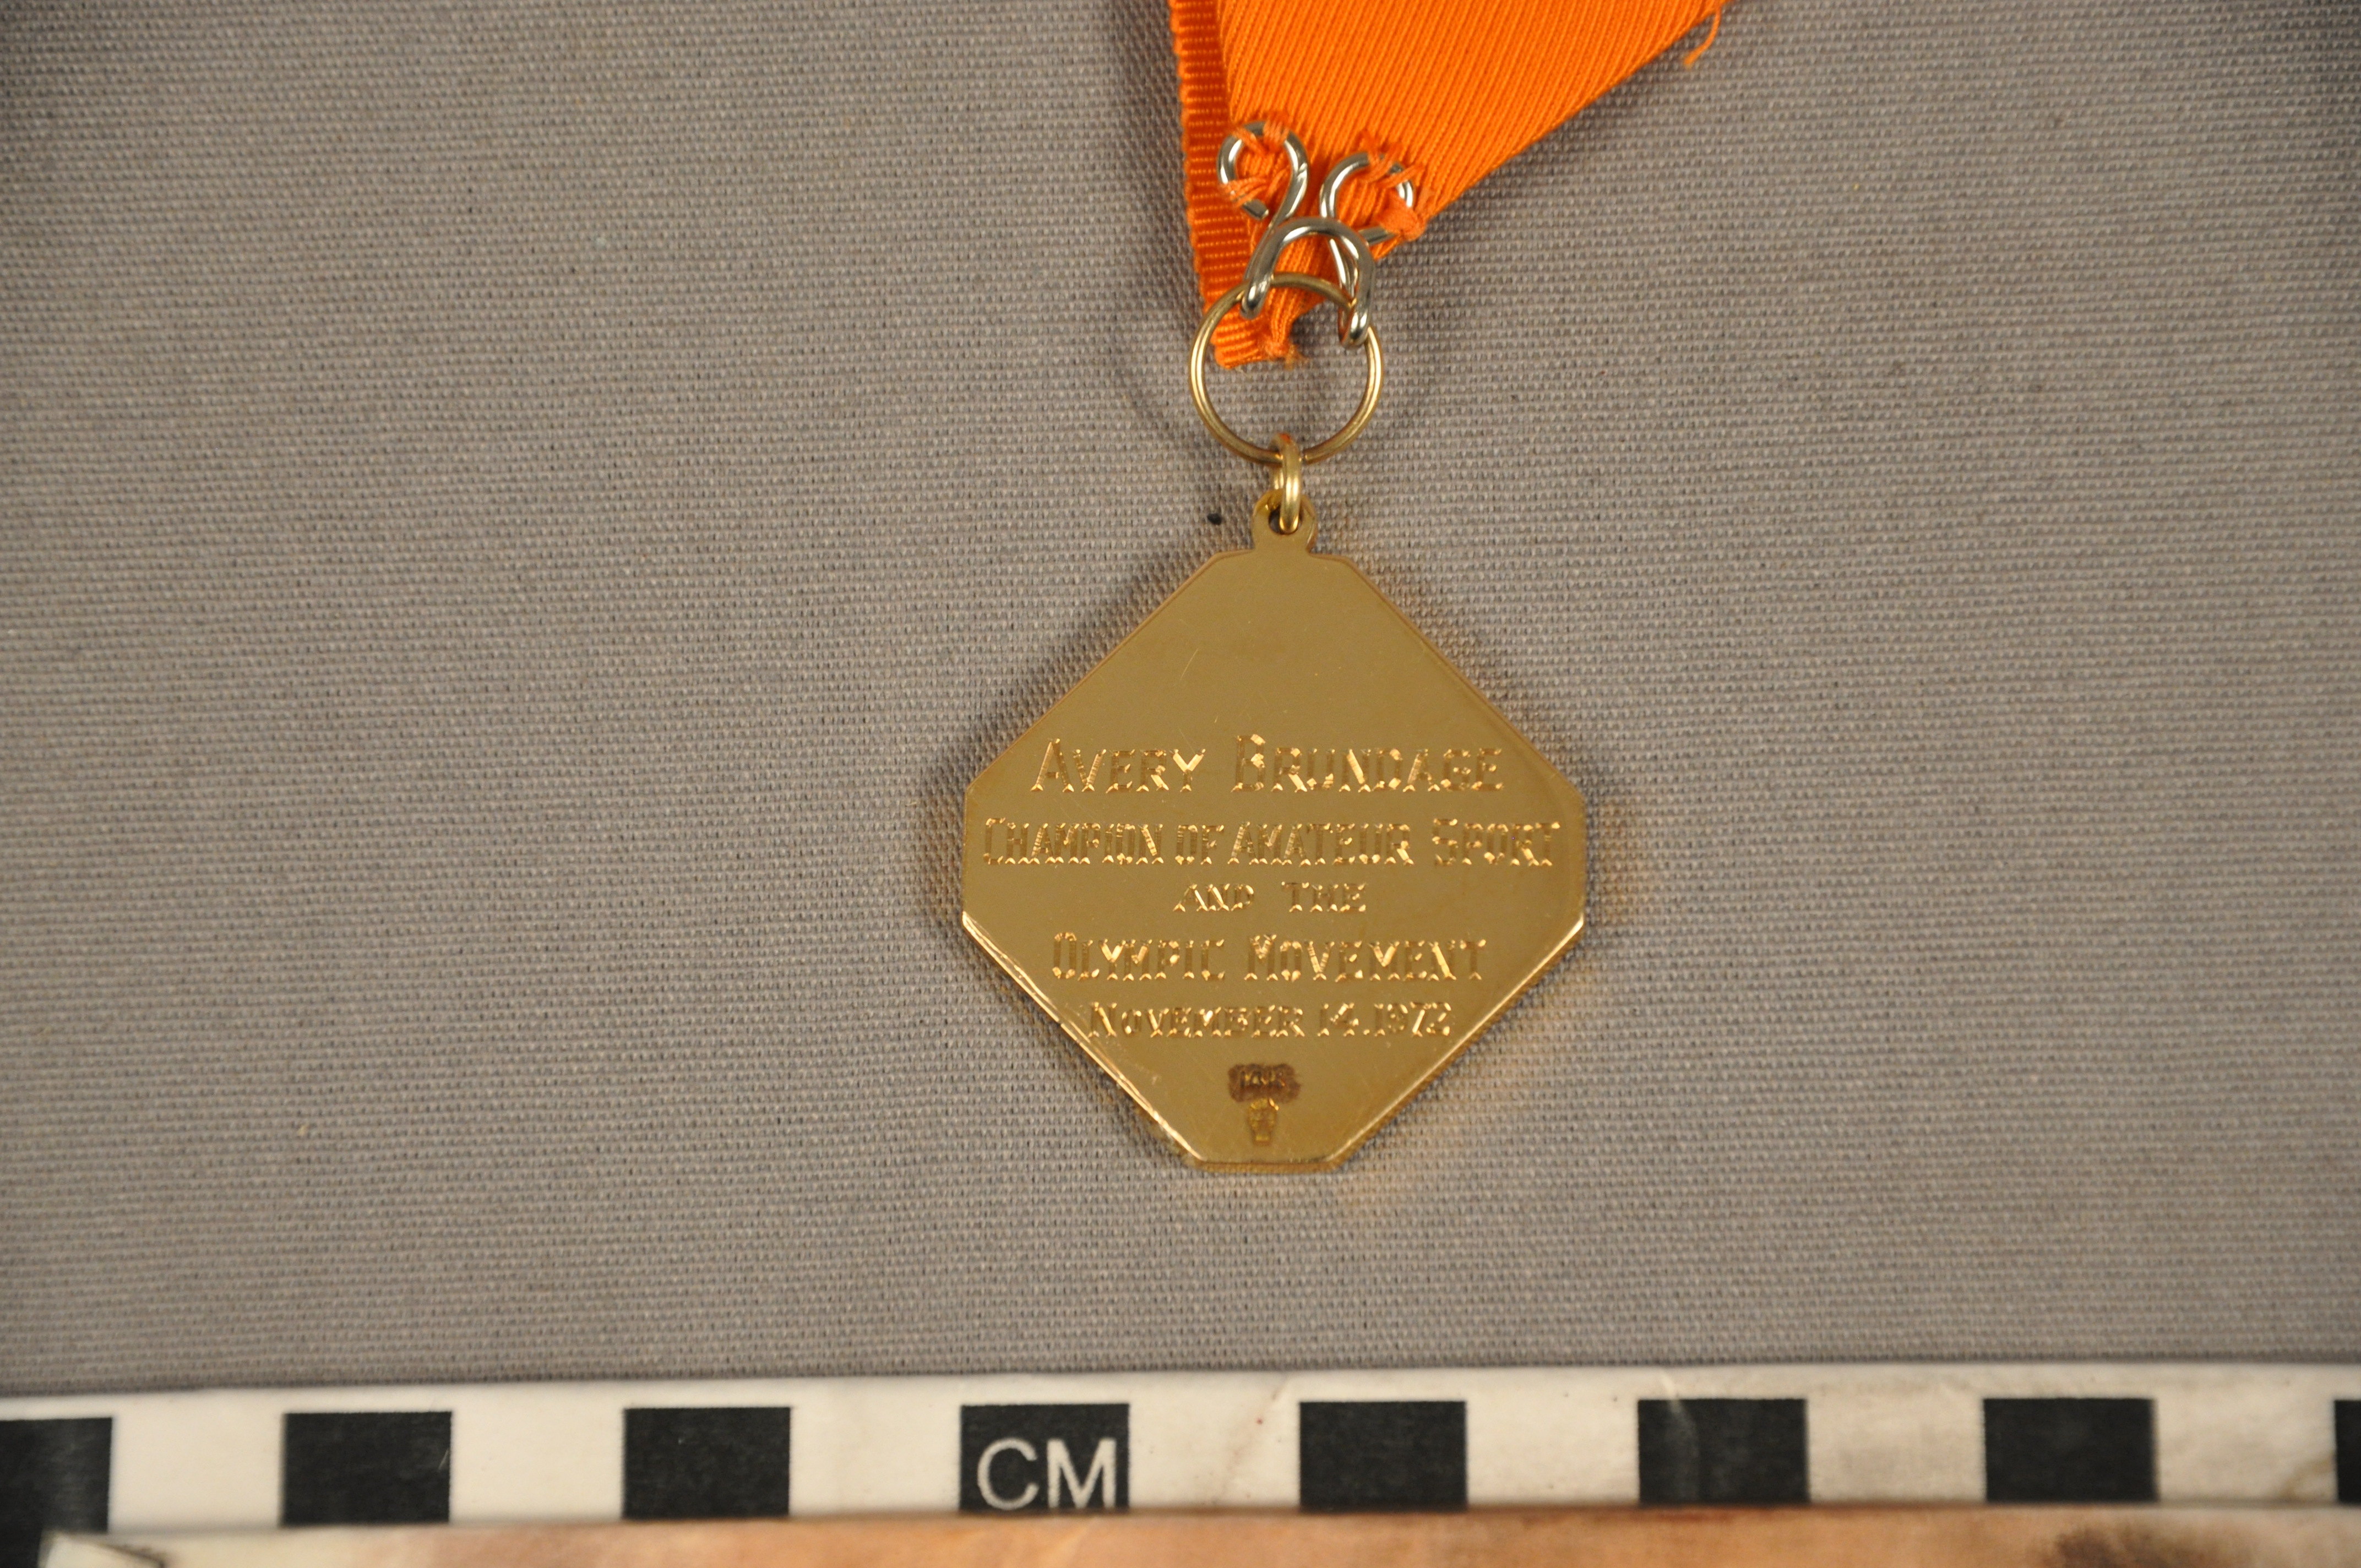 AVERY BRUNDAGE
CHAMPION OF AMATEUR SPORT
AND THE
OLYMPIC MOVEMENT
NOVEMBER 14.1972
CM